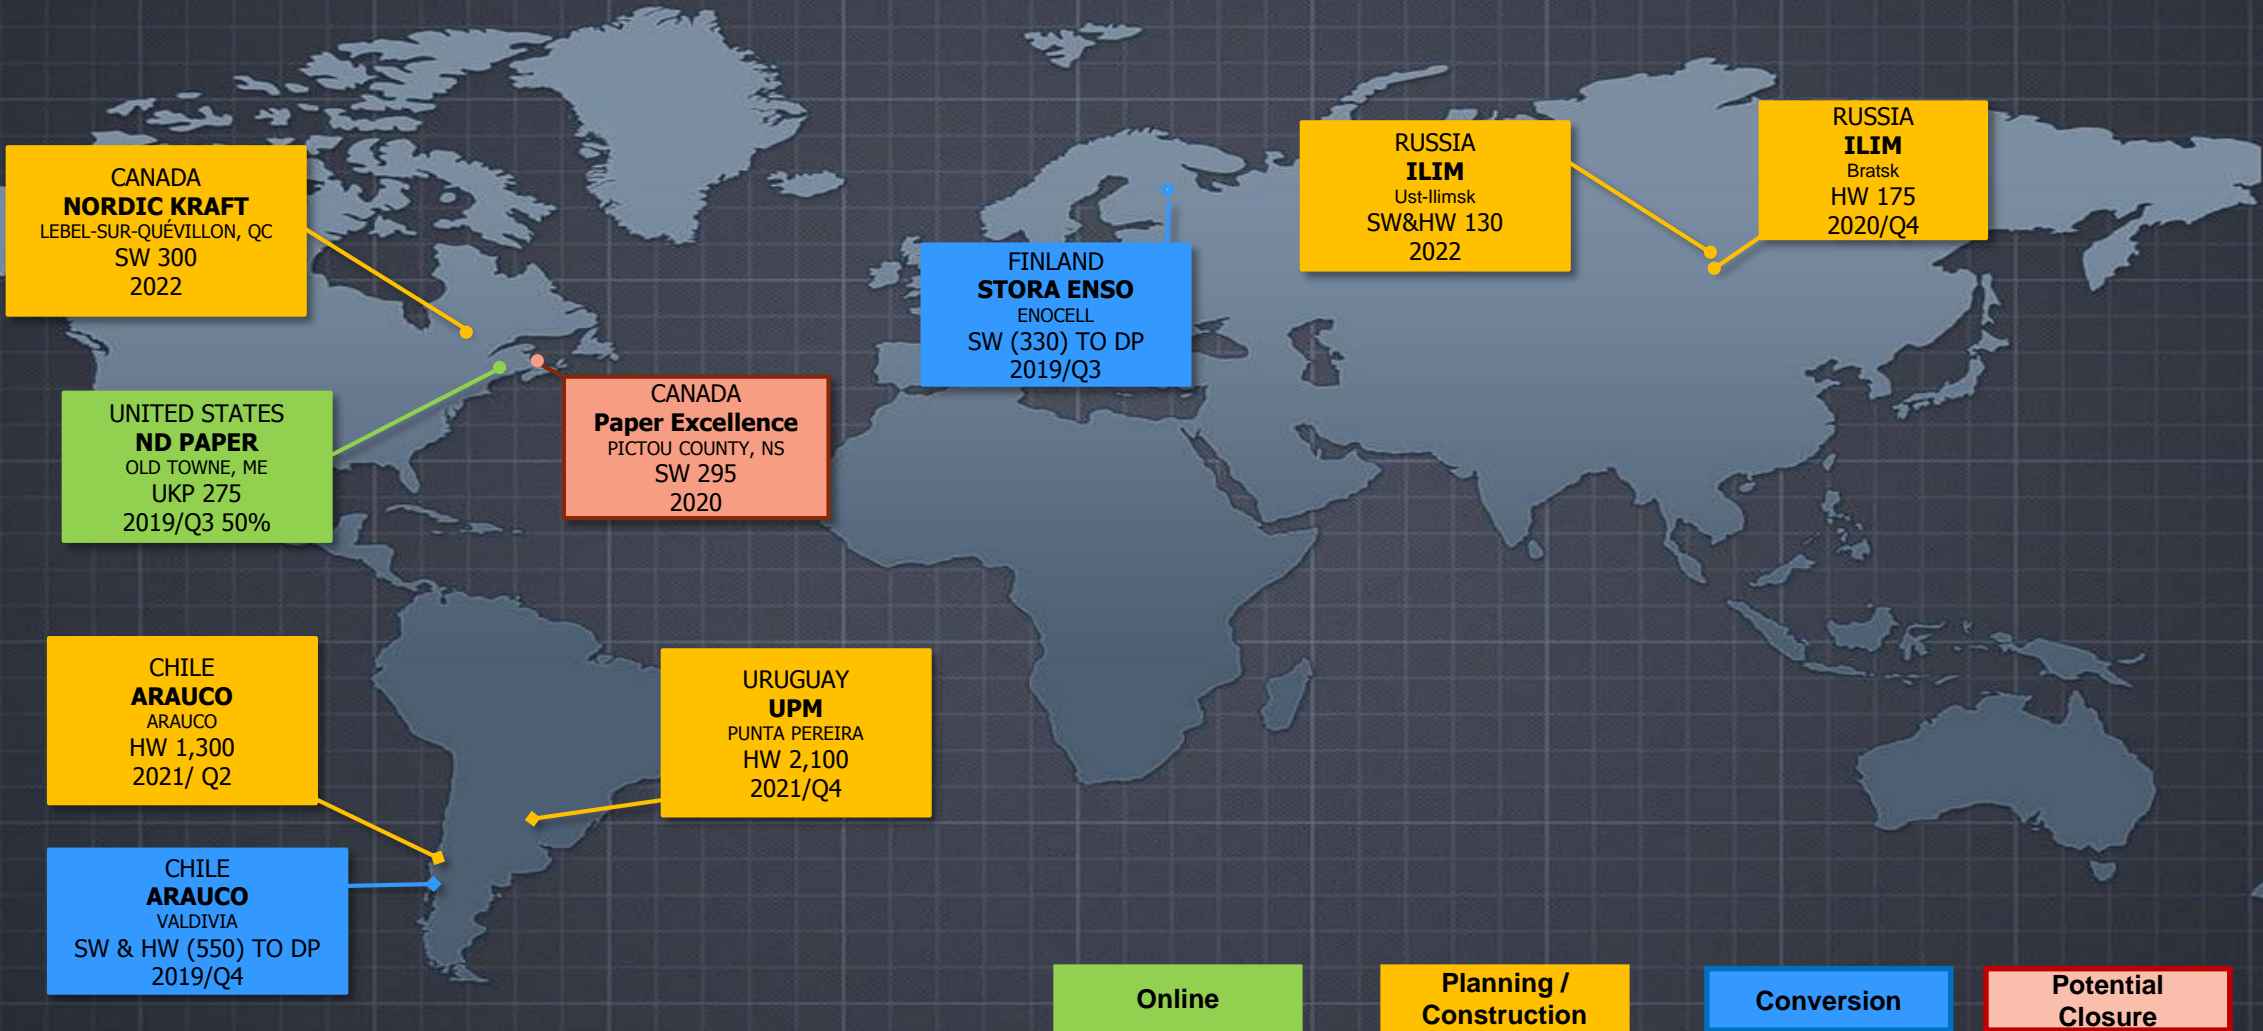 CANADA
NORDIC KRAFT
LEBEL-SUR-QUÉVILLON, QC
SW 300
2022
UNITED STATES
ND PAPER
OLD TOWNE, ME
UKP 275
2019/Q3 50%
CANADA
Paper Excellence
PICTOU COUNTY, NS
SW 295
2020
FINLAND
STORA ENSO
ENOCELL
SW (330) TO DP
2019/Q3
RUSSIA
ILIM
Ust-Ilimsk
SW&HW 130
2022
RUSSIA
ILIM
Bratsk
HW 175
2020/Q4
CHILE
ARAUCO
ARAUCO
HW 1,300
2021/ Q2
URUGUAY
UPM
PUNTA PEREIRA
HW 2,100
2021/Q4
CHILE
ARAUCO
VALDIVIA
SW & HW (550) TO DP
2019/Q4
Online
Planning /
Construction
Conversion
Potential
Closure